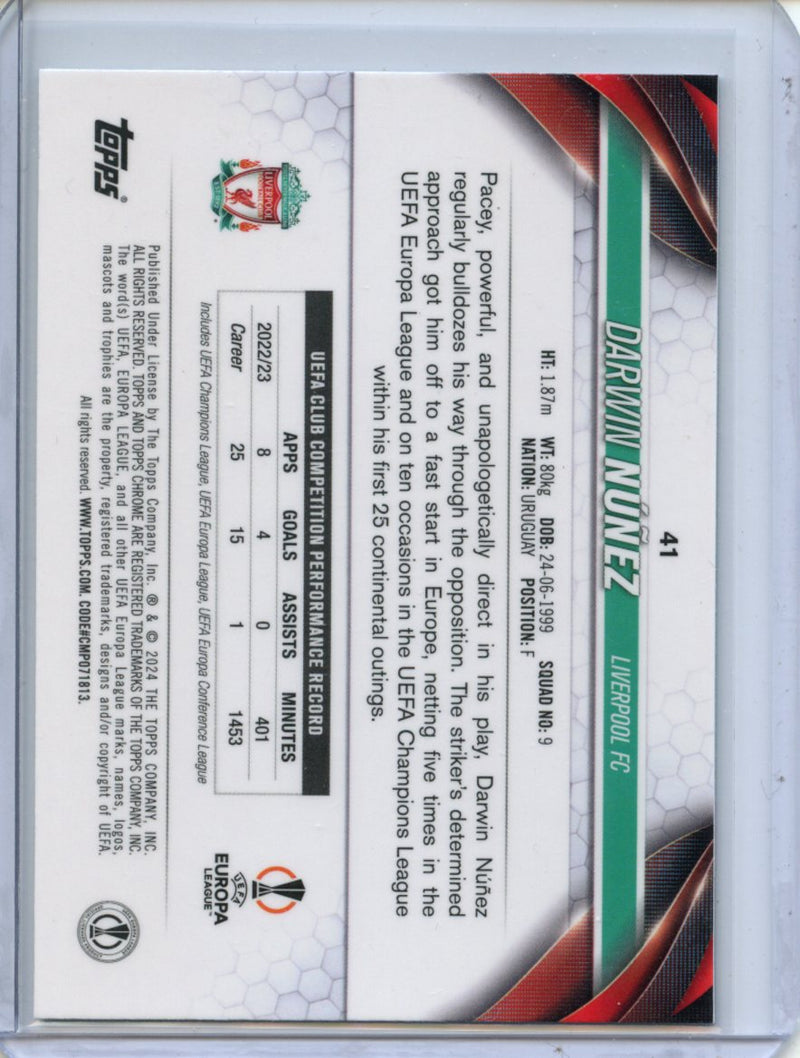 41
DARWIN NÚÑEZ LIVERPOOL FC
HT: 1.87m WT: 80kg DOB: 24-06-1999 SQUAD NO: 9
NATION: URUGUAY POSITION: F
Pacey, powerful, and unapologetically direct in his play, Darwin Núñez
regularly bulldozes his way through the opposition. The striker's determined
approach got him off to a fast start in Europe, netting five times in the
UEFA Europa League and on ten occasions in the UEFA Champions League
within his first 25 continental outings.
LIVERPOOL
UEFA CLUB COMPETITION PERFORMANCE RECORD
APPS GOALS ASSISTS MINUTES
2022/23 8 4 0 401
Career 25 15 1 1453
Includes UEFA Champions League, UEFA Europa League, UEFA Europa Conference League
UEFA
EUROPA
LEAGUE™
topps®
Published Under License by The Topps Company, Inc. ® & © 2024 THE TOPPS COMPANY, INC.
ALL RIGHTS RESERVED. TOPPS AND TOPPS CHROME ARE REGISTERED TRADEMARKS OF THE TOPPS COMPANY, INC.
The word(s) UEFA, EUROPA LEAGUE, and all other UEFA Europa League marks, names, logos,
mascots and trophies are the property, registered trademarks, designs and/or copyright of UEFA.
All rights reserved. WWW.TOPPS.COM. CODE#CMP071813.